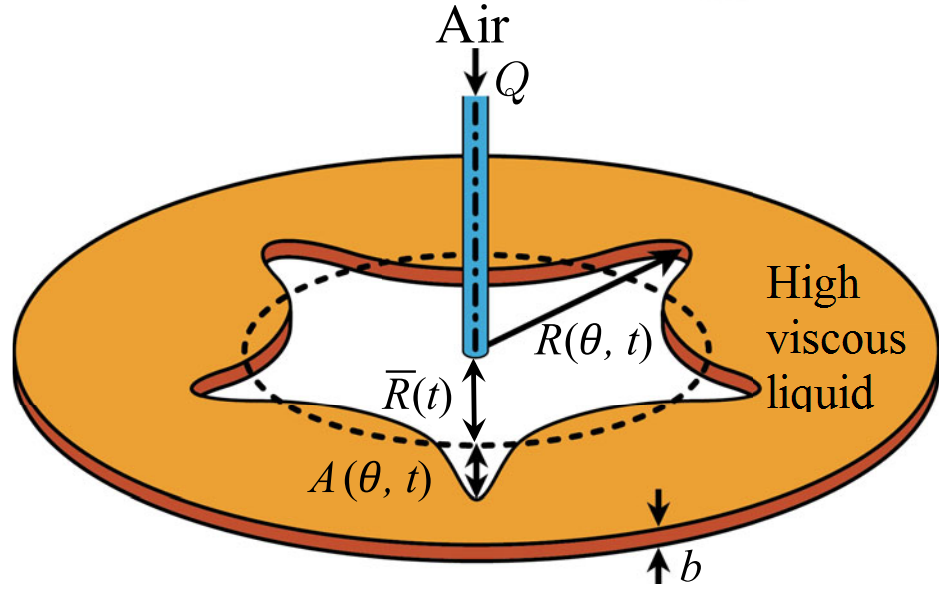 Air
Q
High
viscous
liquid
R(θ, t)
R̅(t)
A(θ, t)
b